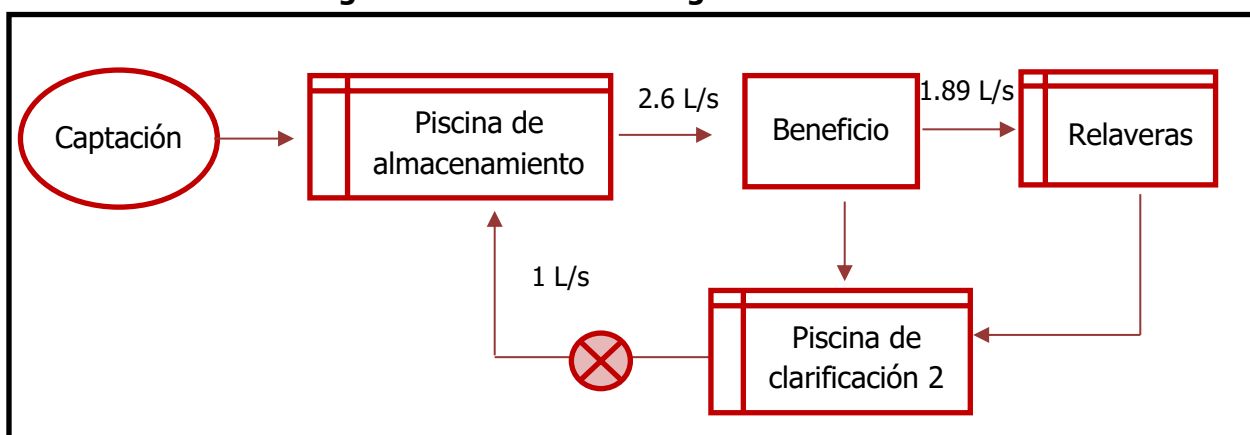 Captación
Piscina de
almacenamiento
2.6 L/s
Beneficio
1.89 L/s
Relaveras
1 L/s
Piscina de
clarificación 2